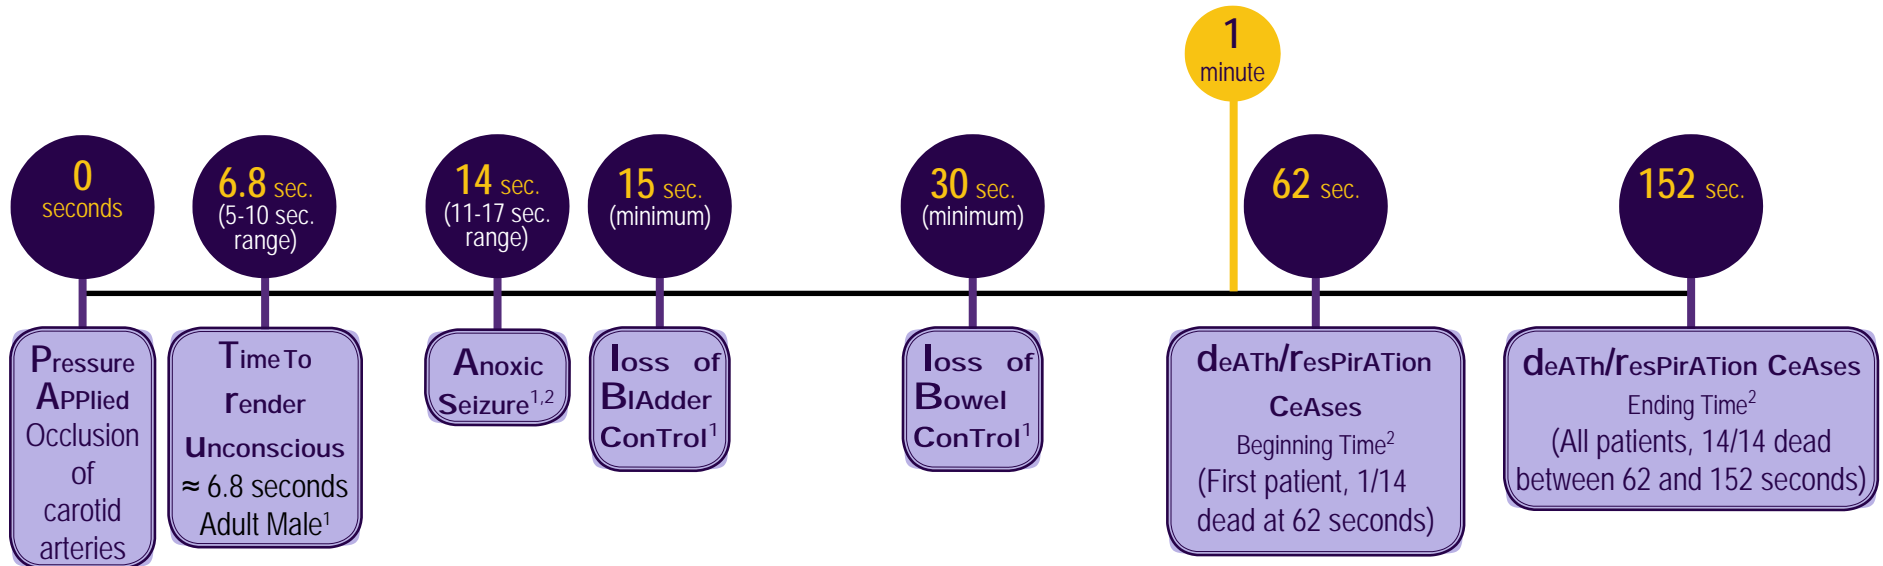 1
minute
0
seconds
6.8 sec.
(5-10 sec.
range)
14 sec.
(11-17 sec.
range)
15 sec.
(minimum)
30 sec.
(minimum)
62 sec.
152 sec.
Pressure
APPlied
Occlusion
of
carotid
arteries
Time To
render
Unconscious
≈ 6.8 seconds
Adult Male1
Anoxic
Seizure1,2
loss of
BlAdder
ConTrol1
loss of
Bowel
ConTrol1
deATh/resPirATion
CeAses
Beginning Time2
(First patient, 1/14
dead at 62 seconds)
deATh/resPirATion CeAses
Ending Time2
(All patients, 14/14 dead
between 62 and 152 seconds)